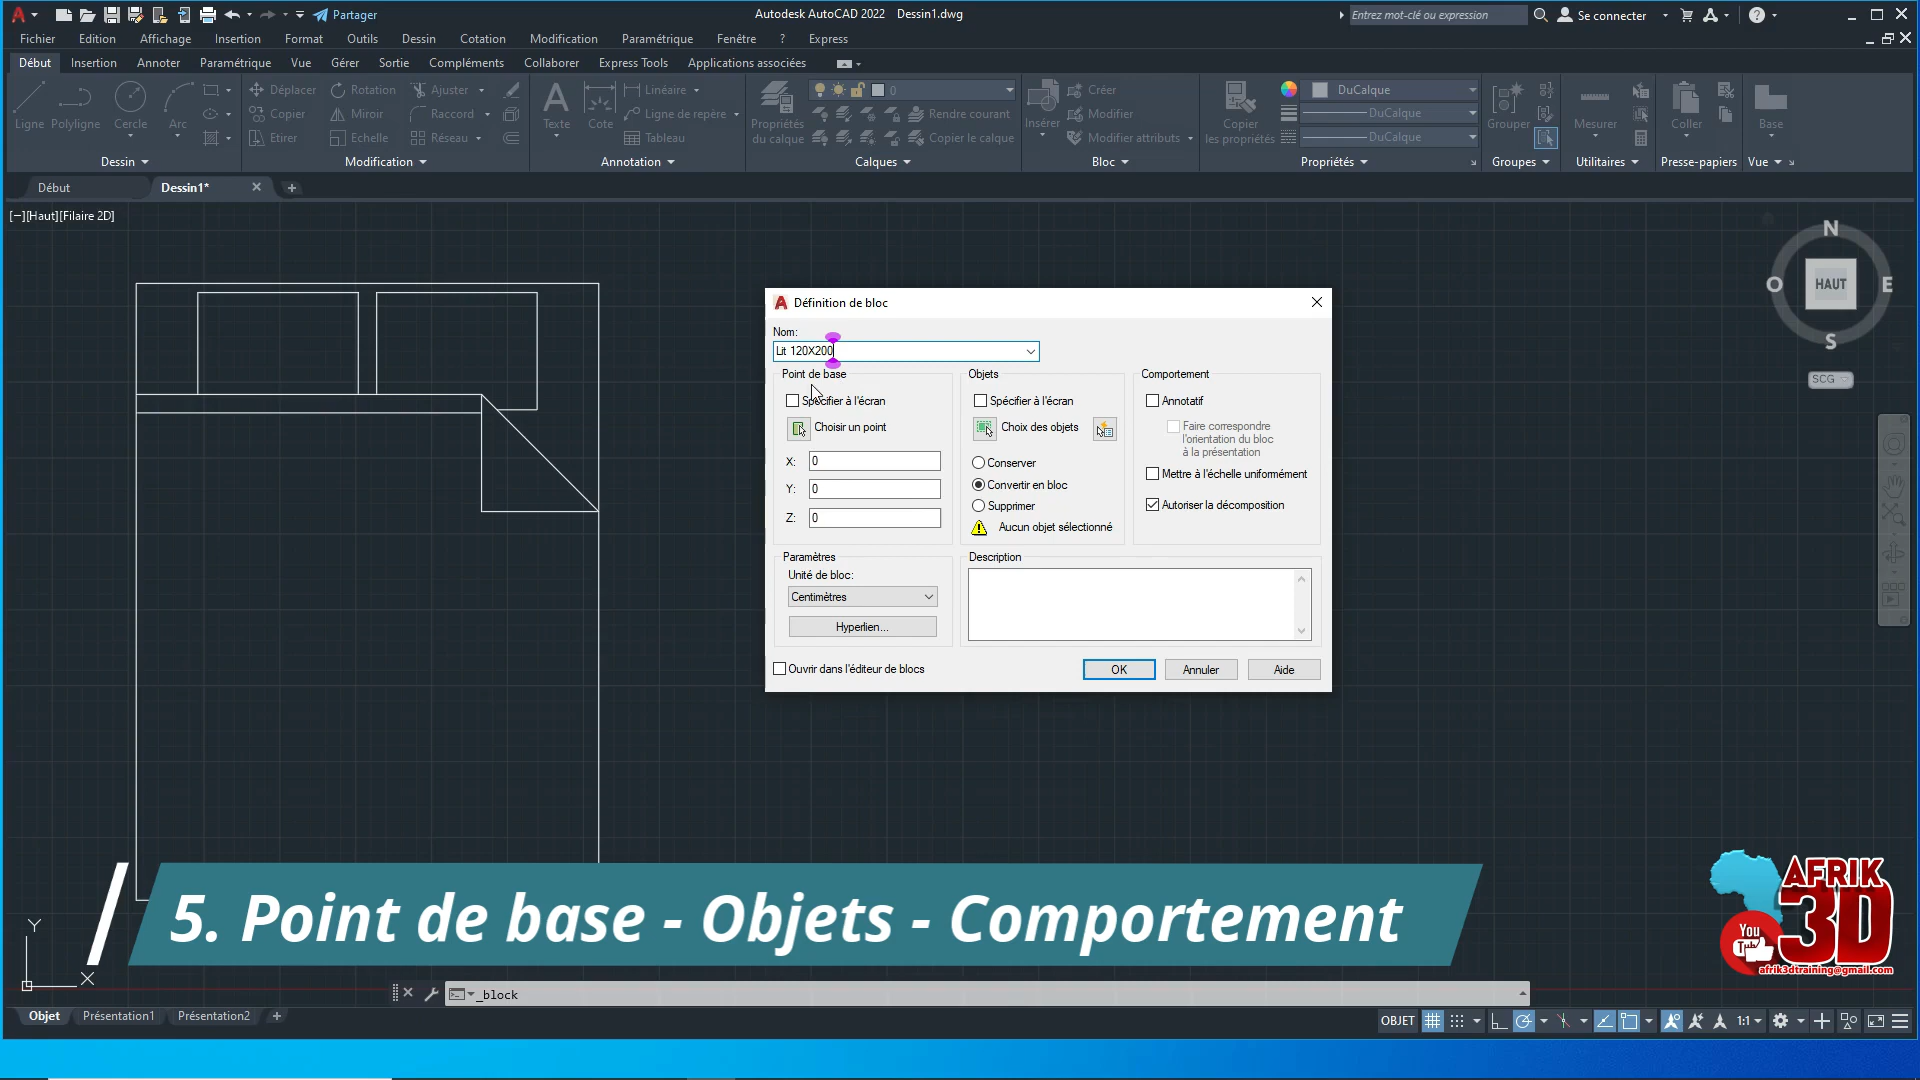 Partager
Autodesk AutoCAD 2022 Dessin1.dwg
Entrez mot-clé ou expression
Se connecter
Fichier Edition Affichage Insertion Format Outils Dessin Cotation Modification Paramétrique Fenêtre ? Express
Début Insertion Annoter Paramétrique Vue Gérer Sortie Compléments Collaborer Express Tools Applications associées
Ligne Polyligne Cercle Arc
Déplacer Rotation Ajuster
Copier Miroir Raccord
Etirer Echelle Réseau
Texte Cote
Linéaire
Ligne de repère
Tableau
Propriétés
du calque
0
Rendre courant
Copier le calque
Insérer
Créer
Modifier
Modifier attributs
Copier
les propriétés
DuCalque
DuCalque
DuCalque
Grouper
Mesurer
Coller
Base
Dessin Modification Annotation Calques Bloc Propriétés Groupes Utilitaires Presse-papiers Vue
Début Dessin1*
[−][Haut][Filaire 2D]
N
O HAUT E
S
SCG
Définition de bloc
Nom:
Lit 120X200
Point de base
Spécifier à l'écran
Choisir un point
X: 0
Y: 0
Z: 0
Objets
Spécifier à l'écran
Choix des objets
Conserver
Convertir en bloc
Supprimer
Aucun objet sélectionné
Comportement
Annotatif
Faire correspondre
l'orientation du bloc
à la présentation
Mettre à l'échelle uniformément
Autoriser la décomposition
Paramètres
Unité de bloc:
Centimètres
Hyperlien...
Description
Ouvrir dans l'éditeur de blocs
OK Annuler Aide
5. Point de base - Objets - Comportement
AFRIK
3D
You
Tube
afrik3dtraining@gmail.com
Y
X
_block
Objet Présentation1 Présentation2
OBJET
1:1